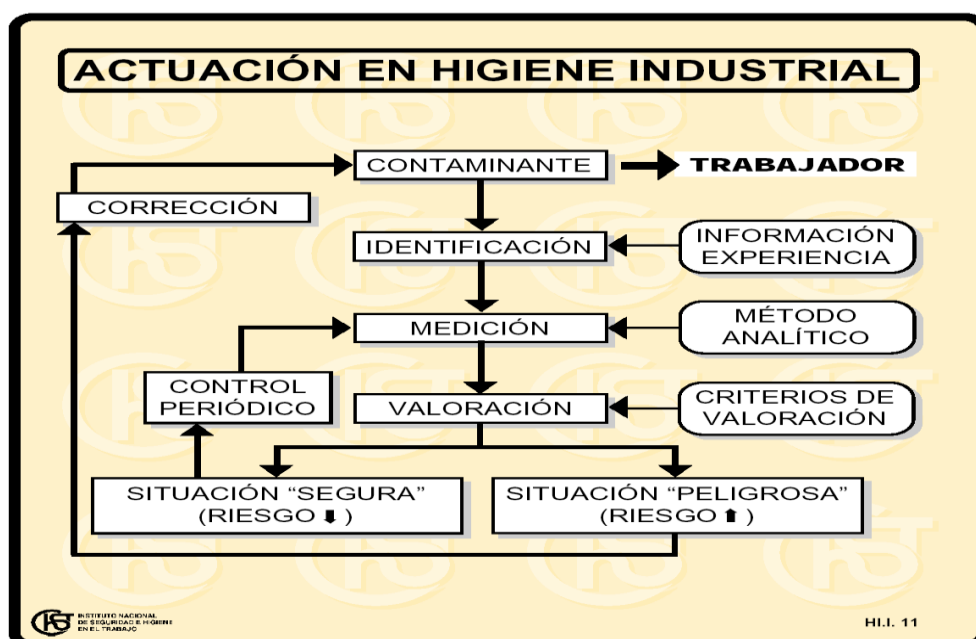 ACTUACIÓN EN HIGIENE INDUSTRIAL
CONTAMINANTE
TRABAJADOR
CORRECCIÓN
IDENTIFICACIÓN
INFORMACIÓN
EXPERIENCIA
MEDICIÓN
MÉTODO
ANALÍTICO
CONTROL
PERIÓDICO
VALORACIÓN
CRITERIOS DE
VALORACIÓN
SITUACIÓN “SEGURA”
(RIESGO ⬇)
SITUACIÓN “PELIGROSA”
(RIESGO ⬆)
INSTITUTO NACIONAL
DE SEGURIDAD E HIGIENE
EN EL TRABAJO
HI.I. 11